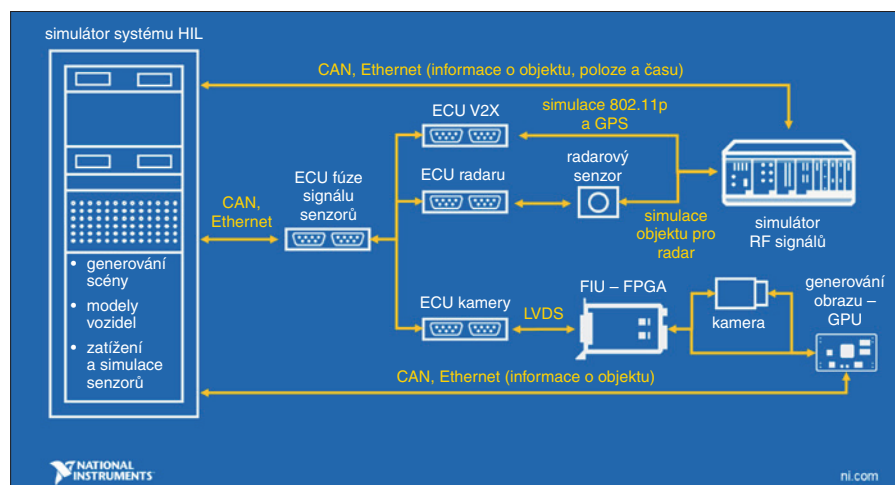 simulátor systému HIL
CAN, Ethernet (informace o objektu, poloze a času)
ECU V2X
simulace 802.11p
a GPS
ECU fúze
signálu
senzorů
ECU radaru
radarový
senzor
CAN,
Ethernet
simulace
objektu pro
radar
simulátor
RF signálů
• generování
scény
• modely
vozidel
• zatížení
a simulace
senzorů
ECU kamery
LVDS
FIU – FPGA
kamera
generování
obrazu –
GPU
CAN, Ethernet (informace o objektu)
NATIONAL
INSTRUMENTS
ni.com